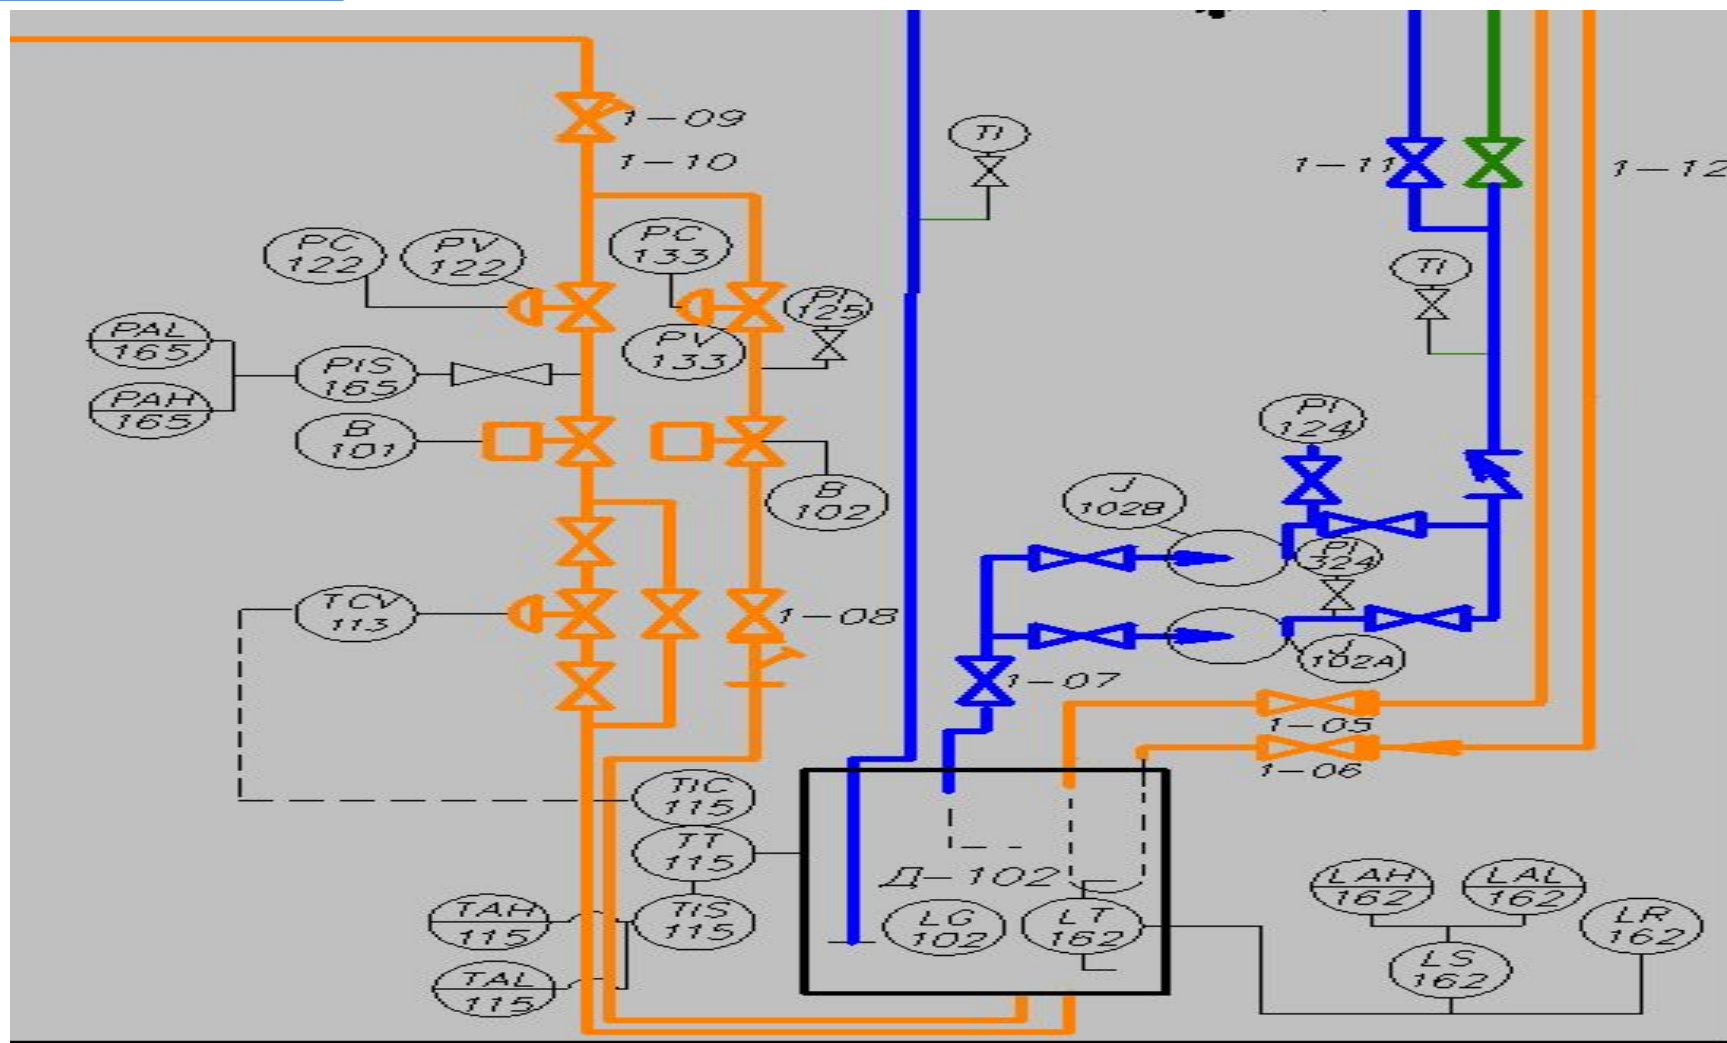 1-09
1-10
TI
1-11
1-12
PC
122
PV
122
PC
133
TI
PI
125
PAL
165
PIS
165
PV
133
PAH
165
B
101
PI
124
B
102
J
102B
PI
324
TCV
113
1-08
J
102A
1-07
1-05
1-06
TIC
115
TT
115
Д-102
LAH
162
LAL
162
TAH
115
TIS
115
LG
102
LT
162
LR
162
LS
162
TAL
115